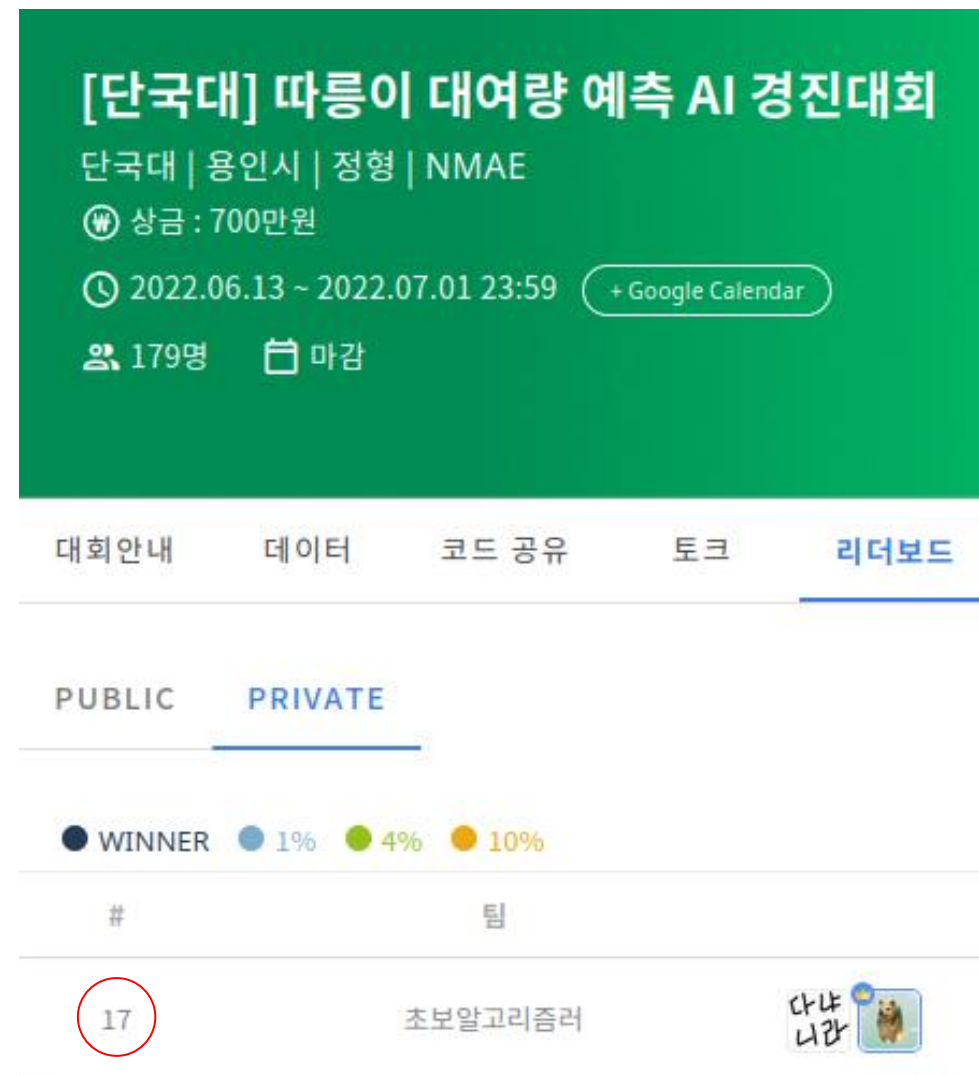 [단국대] 따릉이 대여량 예측 AI 경진대회
단국대 | 용인시 | 정형 | NMAE
₩ 상금 : 700만원
2022.06.13 ~ 2022.07.01 23:59 + Google Calendar
179명 마감
대회안내 데이터 코드 공유 토크 리더보드
PUBLIC PRIVATE
WINNER 1% 4% 10%
# 팀
17 초보알고리즘러 다냐
니라